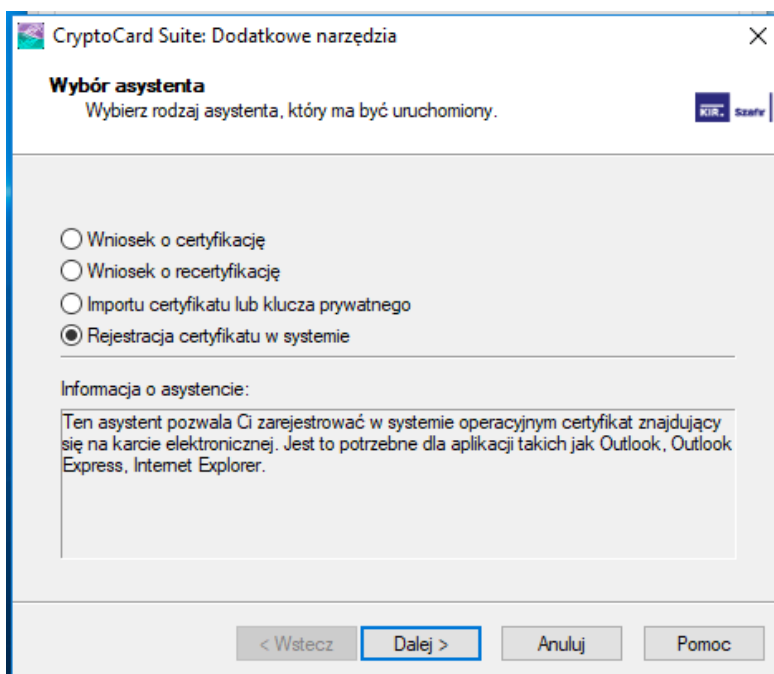 CryptoCard Suite: Dodatkowe narzędzia
Wybór asystenta
Wybierz rodzaj asystenta, który ma być uruchomiony.
KIR. Szafir
Wniosek o certyfikację
Wniosek o recertyfikację
Importu certyfikatu lub klucza prywatnego
Rejestracja certyfikatu w systemie
Informacja o asystencie:
Ten asystent pozwala Ci zarejestrować w systemie operacyjnym certyfikat znajdujący
się na karcie elektronicznej. Jest to potrzebne dla aplikacji takich jak Outlook, Outlook
Express, Internet Explorer.
< Wstecz Dalej > Anuluj Pomoc